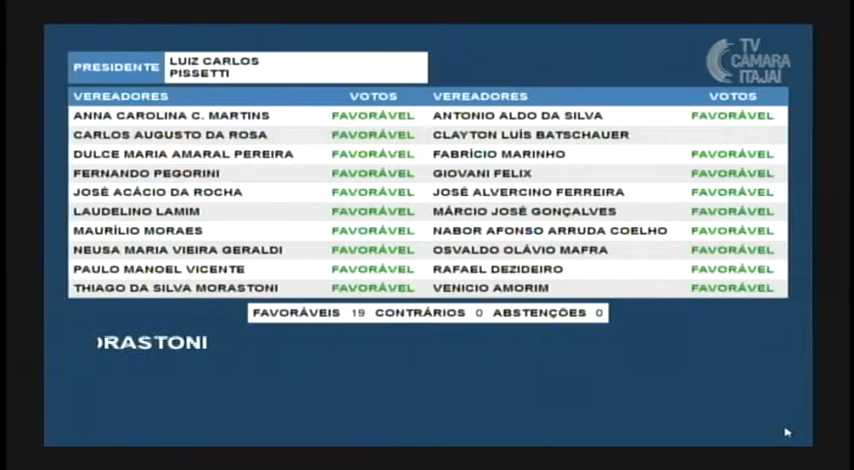 TV
CÂMARA
ITAJAÍ
PRESIDENTE LUIZ CARLOS
PISSETTI
VEREADORES VOTOS VEREADORES VOTOS
ANNA CAROLINA C. MARTINS FAVORÁVEL ANTONIO ALDO DA SILVA FAVORÁVEL
CARLOS AUGUSTO DA ROSA FAVORÁVEL CLAYTON LUÍS BATSCHAUER
DULCE MARIA AMARAL PEREIRA FAVORÁVEL FABRÍCIO MARINHO FAVORÁVEL
FERNANDO PEGORINI FAVORÁVEL GIOVANI FELIX FAVORÁVEL
JOSÉ ACÁCIO DA ROCHA FAVORÁVEL JOSÉ ALVERCINO FERREIRA FAVORÁVEL
LAUDELINO LAMIM FAVORÁVEL MÁRCIO JOSÉ GONÇALVES FAVORÁVEL
MAURÍLIO MORAES FAVORÁVEL NABOR AFONSO ARRUDA COELHO FAVORÁVEL
NEUSA MARIA VIEIRA GERALDI FAVORÁVEL OSVALDO OLÁVIO MAFRA FAVORÁVEL
PAULO MANOEL VICENTE FAVORÁVEL RAFAEL DEZIDEIRO FAVORÁVEL
THIAGO DA SILVA MORASTONI FAVORÁVEL VENICIO AMORIM FAVORÁVEL
FAVORÁVEIS 19 CONTRÁRIOS 0 ABSTENÇÕES 0
ORASTONI